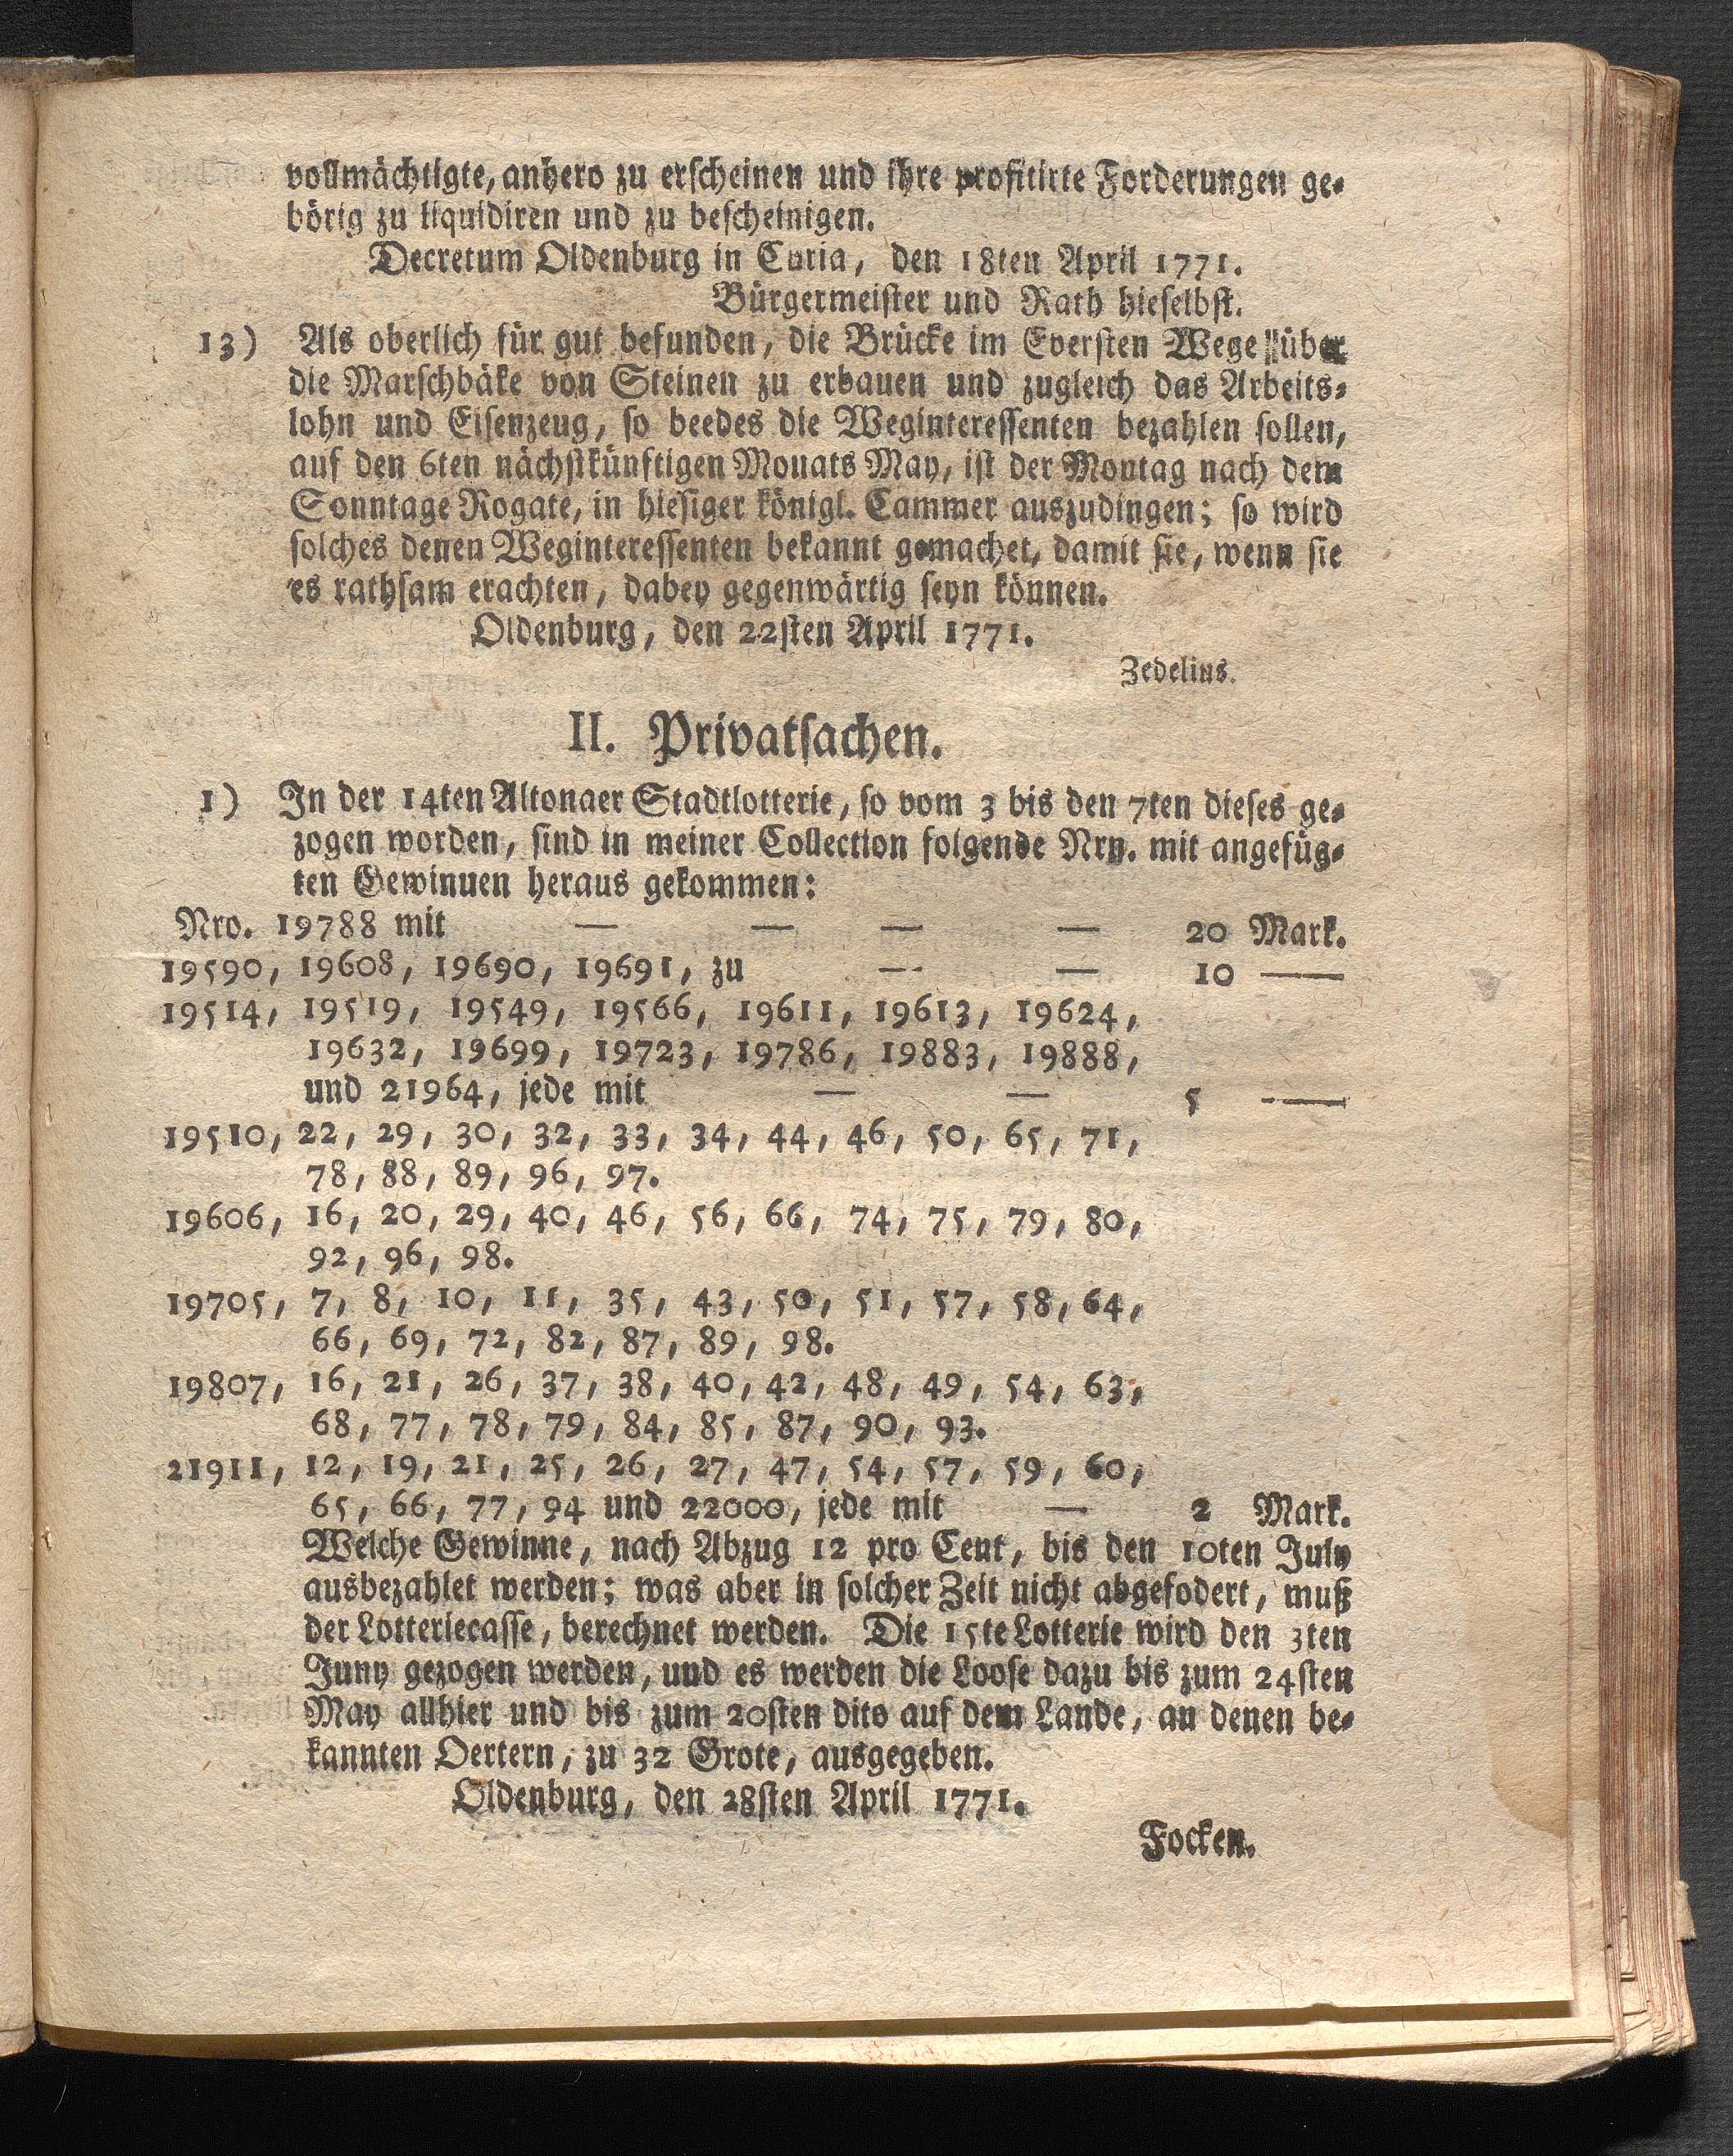 vollmächtigte, anhero zu erscheinen und ihre profitirte Forderungen ge-
hörig zu liquidiren und zu bescheinigen.
Decretum Oldenburg in Curia, den 18ten April 1771.
Bürgermeister und Rath hieselbst.
13) Als oberlich für gut befunden, die Brücke im Eversten Wege über
die Marschbäke von Steinen zu erbauen und zugleich das Arbeits-
lohn und Eisenzeug, so beedes die Weginteressenten bezahlen sollen,
auf den 6ten nächstkünftigen Monats May, ist der Montag nach dem
Sonntage Rogate, in hiesiger königl. Cammer auszudingen; so wird
solches denen Weginteressenten bekannt gemachet, damit sie, wenn sie
es rathsam erachten, dabey gegenwärtig seyn können.
Oldenburg, den 22sten April 1771.
Zedelius.
II. Privatsachen.
1) In der 14ten Altonaer Stadtlotterie, so vom 3 bis den 7ten dieses ge-
zogen worden, sind in meiner Collection folgende Nrn. mit angefüg-
ten Gewinnen heraus gekommen:
Nro. 19788 mit — — — — 20 Mark.
19590, 19608, 19690, 19691, zu — — 10 —
19514, 19519, 19549, 19566, 19611, 19613, 19624,
19632, 19699, 19723, 19786, 19883, 19888,
und 21964, jede mit — — 5 —
19510, 22, 29, 30, 32, 33, 34, 44, 46, 50, 65, 71,
78, 88, 89, 96, 97.
19606, 16, 20, 29, 40, 46, 56, 66, 74, 75, 79, 80,
92, 96, 98.
19705, 7, 8, 10, 11, 35, 43, 50, 51, 57, 58, 64,
66, 69, 72, 82, 87, 89, 98.
19807, 16, 21, 26, 37, 38, 40, 42, 48, 49, 54, 63,
68, 77, 78, 79, 84, 85, 87, 90, 93.
21911, 12, 19, 21, 25, 26, 27, 47, 54, 57, 59, 60,
65, 66, 77, 94 und 22000, jede mit — 2 Mark.
Welche Gewinne, nach Abzug 12 pro Cent, bis den 10ten July
ausbezahlet werden; was aber in solcher Zeit nicht abgefodert, muß
der Lotteriecasse, berechnet werden. Die 15te Lotterie wird den 3ten
Juny gezogen werden, und es werden die Loose dazu bis zum 24sten
May allhier und bis zum 20sten dito auf dem Lande, an denen be-
kannten Oertern, zu 32 Grote, ausgegeben.
Oldenburg, den 28sten April 1771.
Focken.